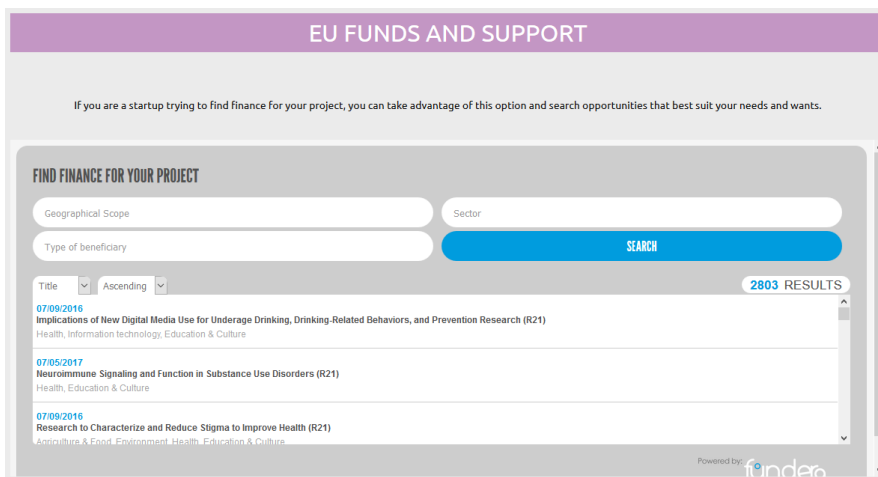 EU FUNDS AND SUPPORT
If you are a startup trying to find finance for your project, you can take advantage of this option and search opportunities that best suit your needs and wants.
FIND FINANCE FOR YOUR PROJECT
Geographical Scope
Sector
Type of beneficiary
SEARCH
Title
Ascending
2803 RESULTS
07/09/2016
Implications of New Digital Media Use for Underage Drinking, Drinking-Related Behaviors, and Prevention Research (R21)
Health, Information technology, Education & Culture
07/05/2017
Neuroimmune Signaling and Function in Substance Use Disorders (R21)
Health, Education & Culture
07/09/2016
Research to Characterize and Reduce Stigma to Improve Health (R21)
Agriculture & Food, Environment, Health, Education & Culture
Powered by: